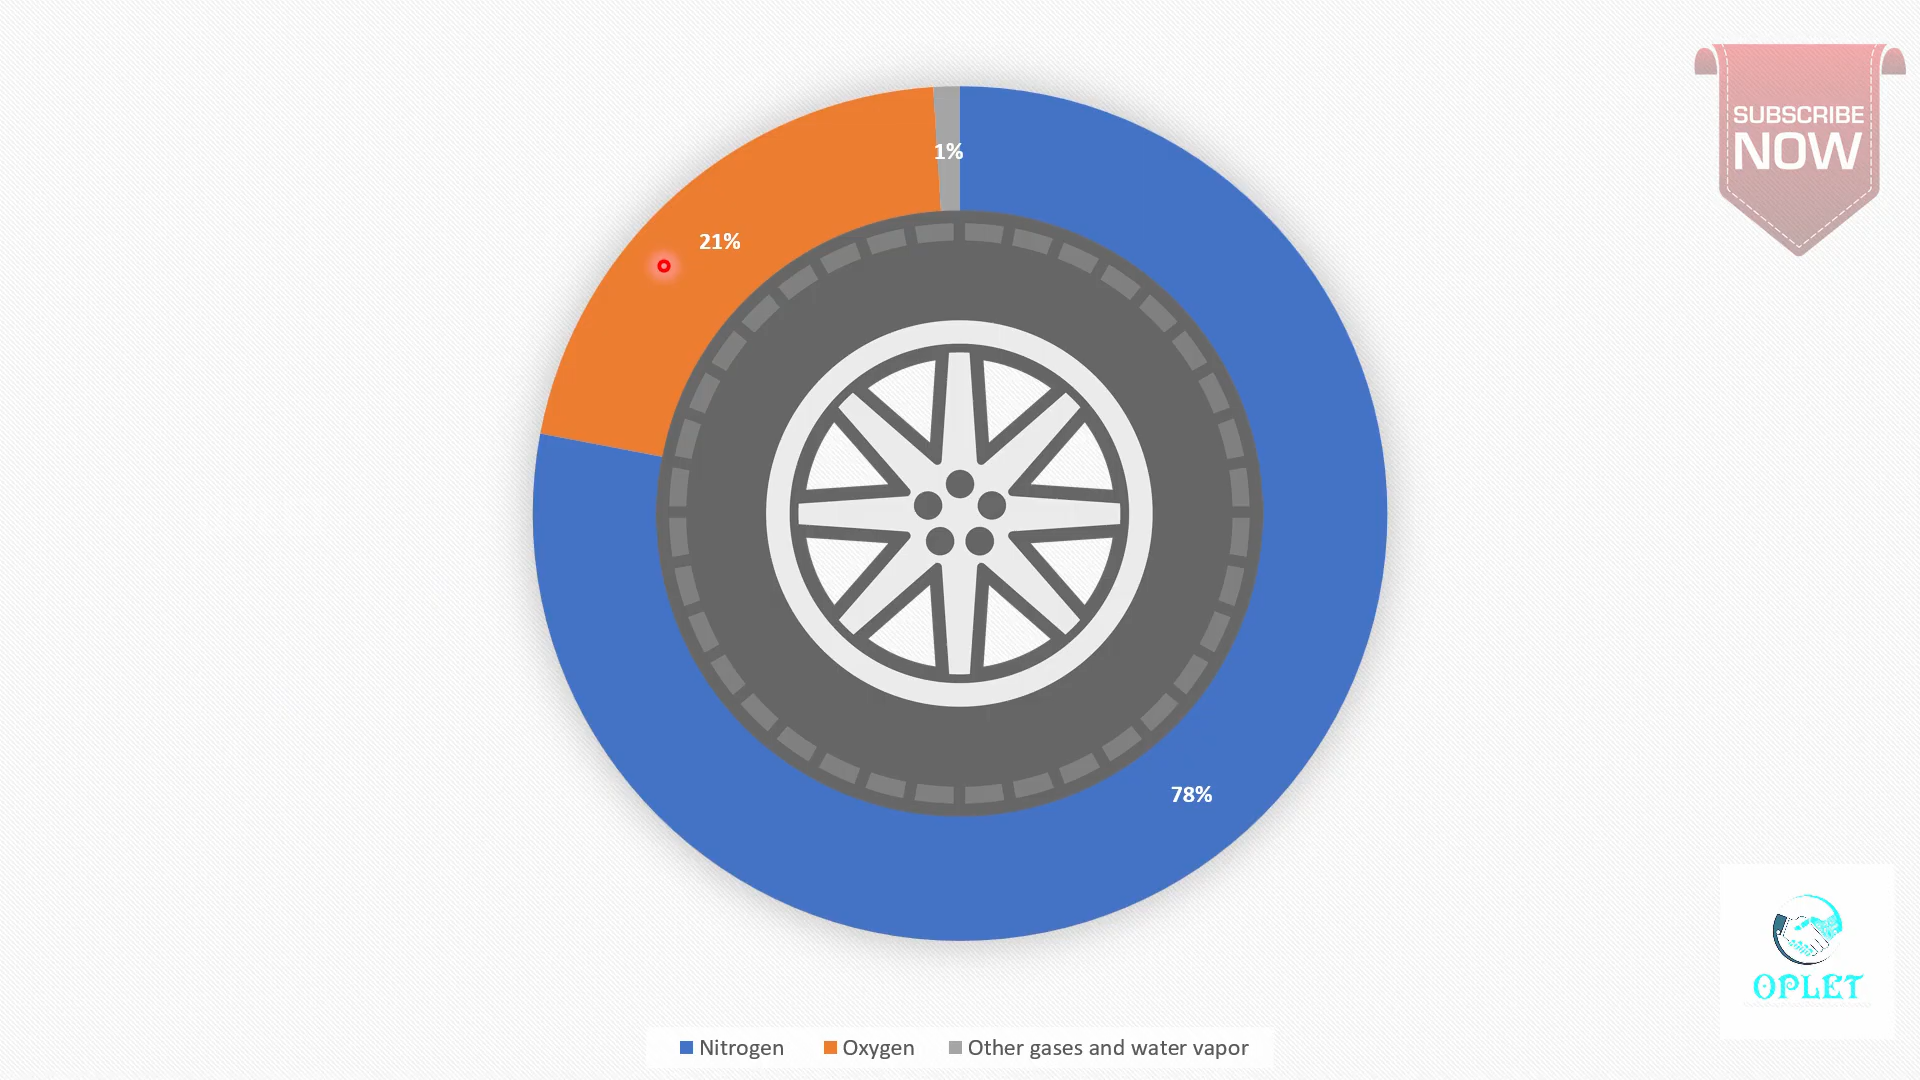 SUBSCRIBE
NOW
1%
21%
78%
OPLET
Nitrogen Oxygen Other gases and water vapor